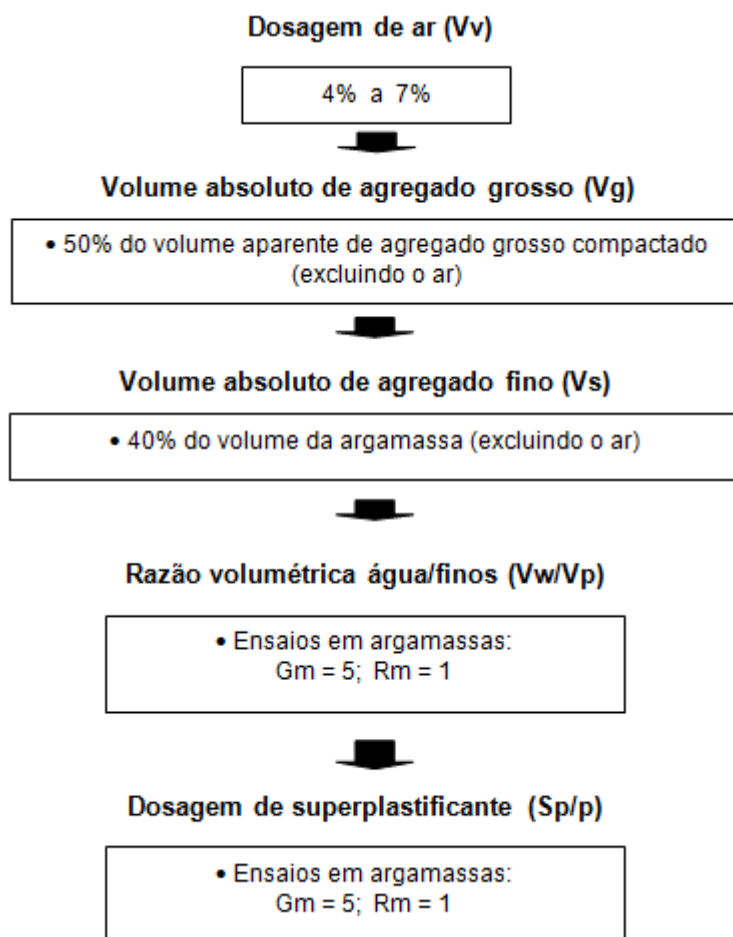 Dosagem de ar (Vv)
4% a 7%
Volume absoluto de agregado grosso (Vg)
• 50% do volume aparente de agregado grosso compactado
(excluindo o ar)
Volume absoluto de agregado fino (Vs)
• 40% do volume da argamassa (excluindo o ar)
Razão volumétrica água/finos (Vw/Vp)
• Ensaios em argamassas:
Gm = 5; Rm = 1
Dosagem de superplastificante (Sp/p)
• Ensaios em argamassas:
Gm = 5; Rm = 1